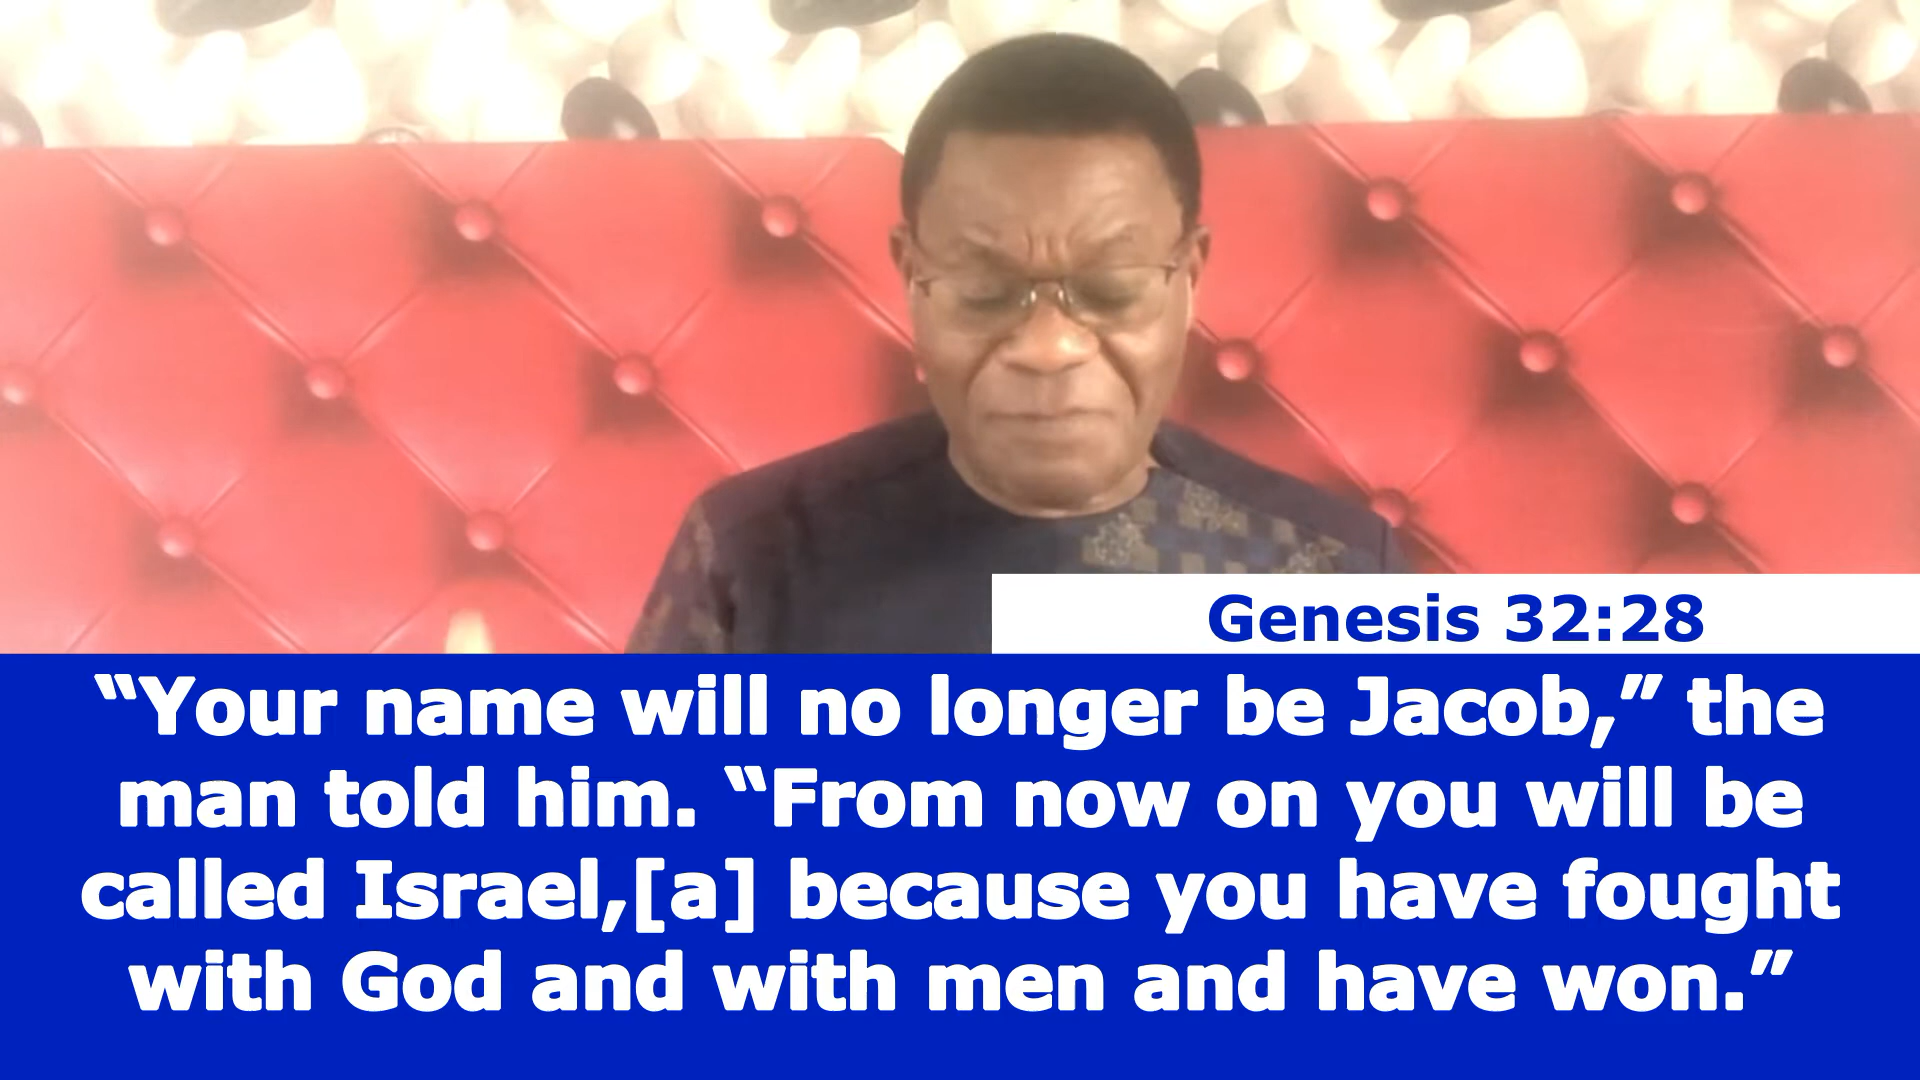 Genesis 32:28
“Your name will no longer be Jacob,” the
man told him. “From now on you will be
called Israel,[a] because you have fought
with God and with men and have won.”